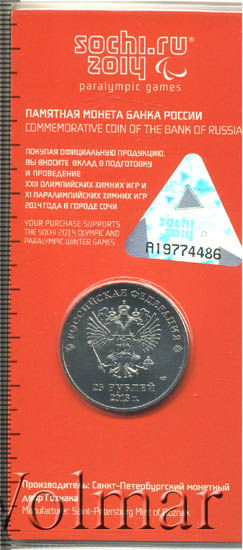 sochi.ru
2014
paralympic games
ПАМЯТНАЯ МОНЕТА БАНКА РОССИИ
COMMEMORATIVE COIN OF THE BANK OF RUSSIA
ПОКУПАЯ ОФИЦИАЛЬНУЮ ПРОДУКЦИЮ,
ВЫ ВНОСИТЕ ВКЛАД В ПОДГОТОВКУ
И ПРОВЕДЕНИЕ
XXII ОЛИМПИЙСКИХ ЗИМНИХ ИГР И
XI ПАРАЛИМПИЙСКИХ ЗИМНИХ ИГР
2014 ГОДА В ГОРОДЕ СОЧИ
YOUR PURCHASE SUPPORTS
THE SOCHI 2014 OLYMPIC AND
PARALYMPIC WINTER GAMES
sochi
2014
A19774486
РОССИЙСКАЯ ФЕДЕРАЦИЯ
25 РУБЛЕЙ
2013 г.
Производитель: Санкт-Петербургский монетный
двор Гознака
Manufacturer: Saint-Petersburg Mint of Goznak
Volmar